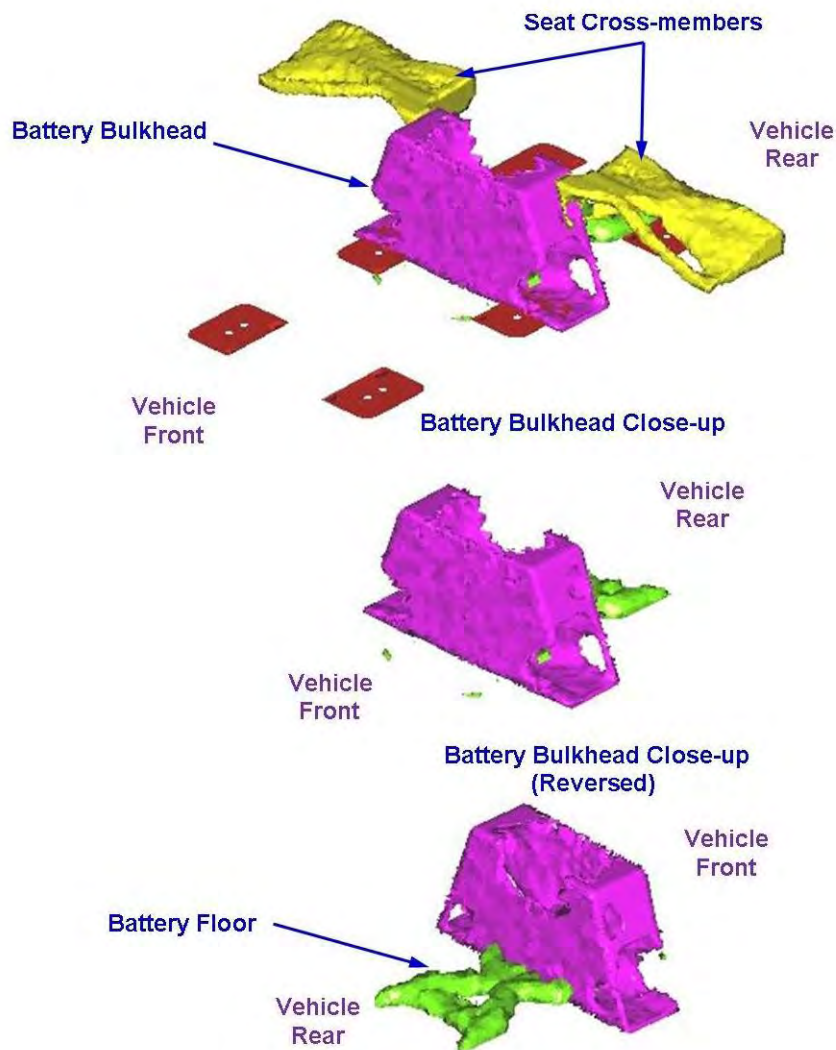 Seat Cross-members
Battery Bulkhead
Vehicle
Rear
Vehicle
Front
Battery Bulkhead Close-up
Vehicle
Rear
Vehicle
Front
Battery Bulkhead Close-up
(Reversed)
Vehicle
Front
Battery Floor
Vehicle
Rear